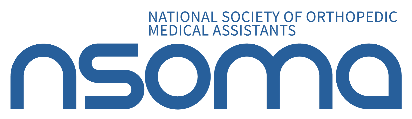 NATIONAL SOCIETY OF ORTHOPEDIC
MEDICAL ASSISTANTS
nsoma